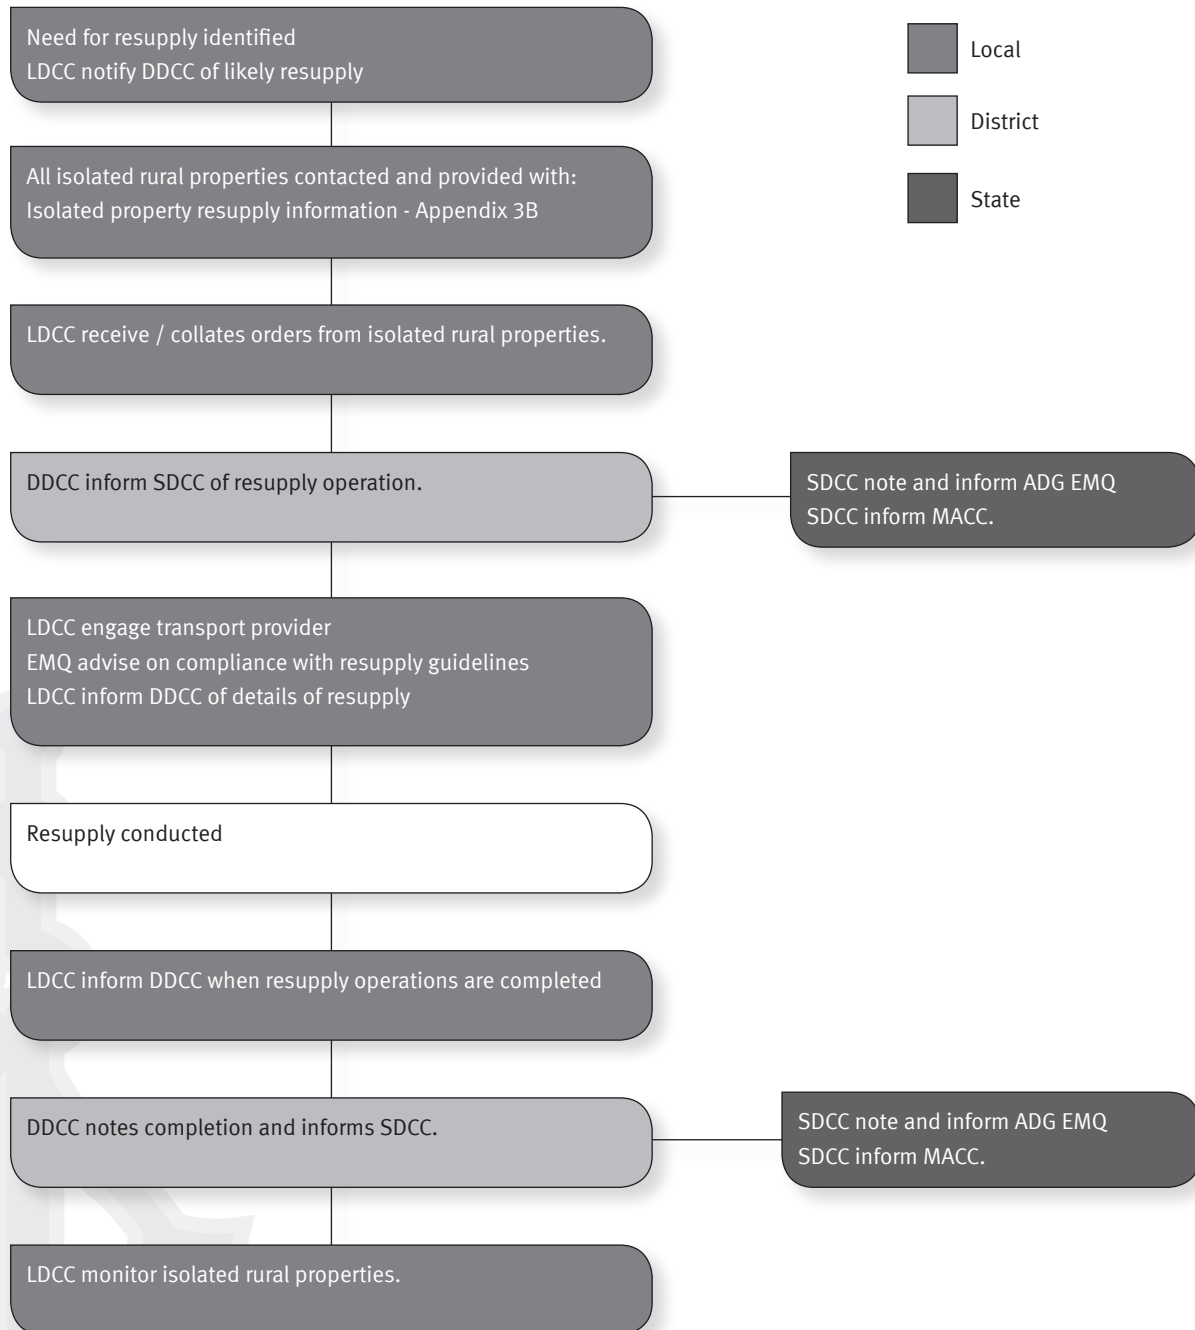 Need for resupply identified
LDCC notify DDCC of likely resupply
Local
District
State
All isolated rural properties contacted and provided with:
Isolated property resupply information - Appendix 3B
LDCC receive / collates orders from isolated rural properties.
DDCC inform SDCC of resupply operation.
SDCC note and inform ADG EMQ
SDCC inform MACC.
LDCC engage transport provider
EMQ advise on compliance with resupply guidelines
LDCC inform DDCC of details of resupply
Resupply conducted
LDCC inform DDCC when resupply operations are completed
DDCC notes completion and informs SDCC.
SDCC note and inform ADG EMQ
SDCC inform MACC.
LDCC monitor isolated rural properties.